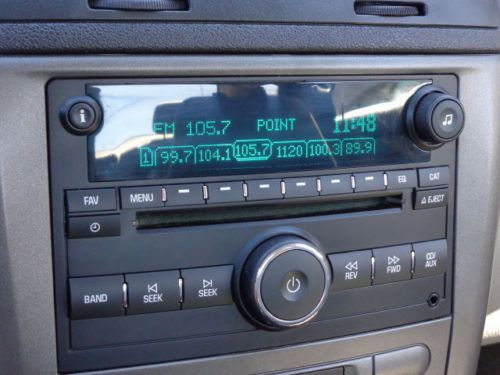 FM 105.7 POINT 11:48
1 99.7 104.1 105.7 1120 100.3 89.9
FAV MENU EQ CAT
EJECT
BAND SEEK SEEK REV FWD CD/AUX